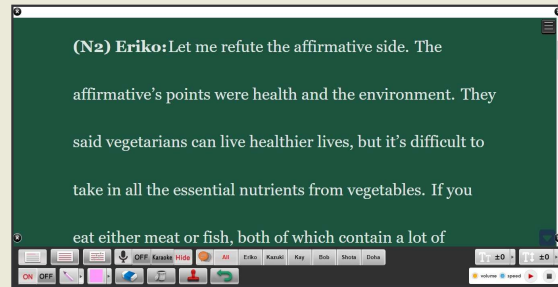 (N2) Eriko: Let me refute the affirmative side. The
affirmative's points were health and the environment. They
said vegetarians can live healthier lives, but it's difficult to
take in all the essential nutrients from vegetables. If you
eat either meat or fish, both of which contain a lot of
OFF Karaoke Hide All Eriko Kazuki Kay Bob Shota Doha ±0 ±0
ON OFF volume speed